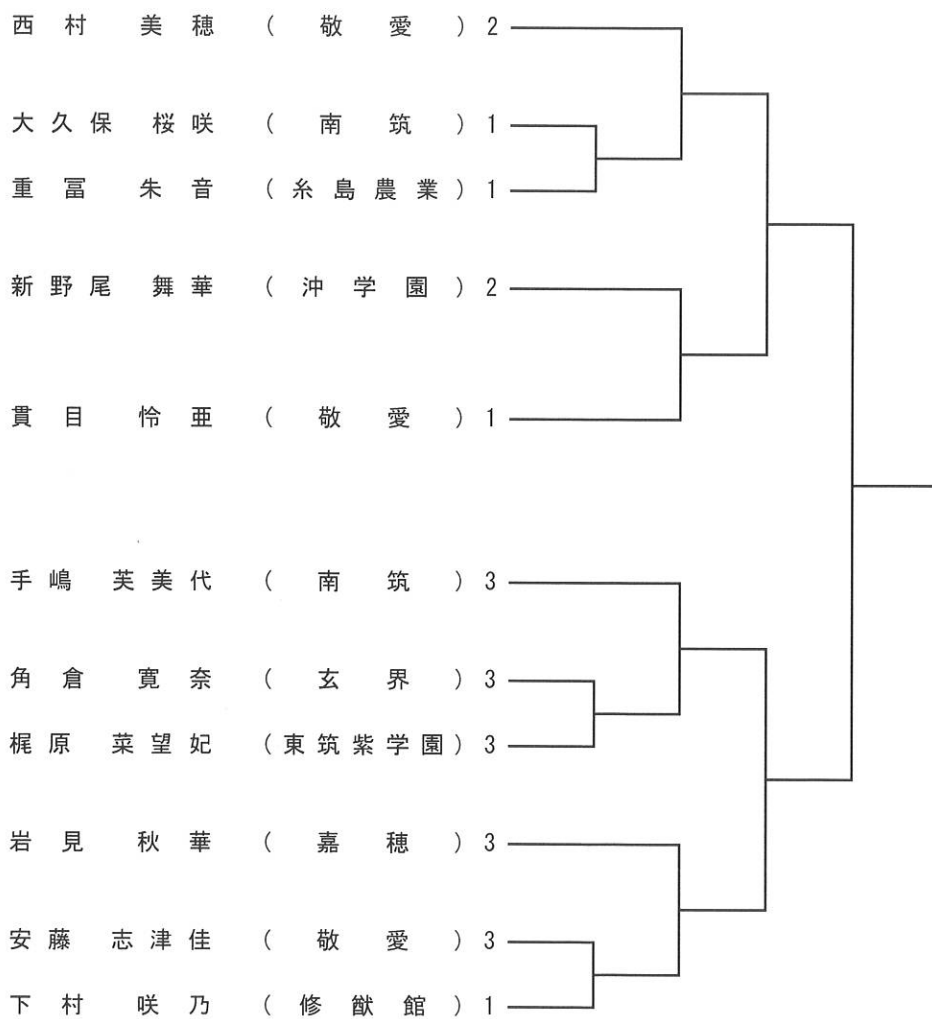 西村 美穂 (敬愛) 2
大久保 桜咲 (南筑) 1
重冨 朱音 (糸島農業) 1
新野尾 舞華 (沖学園) 2
貫目 怜亜 (敬愛) 1
手嶋 芙美代 (南筑) 3
角倉 寛奈 (玄界) 3
梶原 菜望妃 (東筑紫学園) 3
岩見 秋華 (嘉穂) 3
安藤 志津佳 (敬愛) 3
下村 咲乃 (修猷館) 1